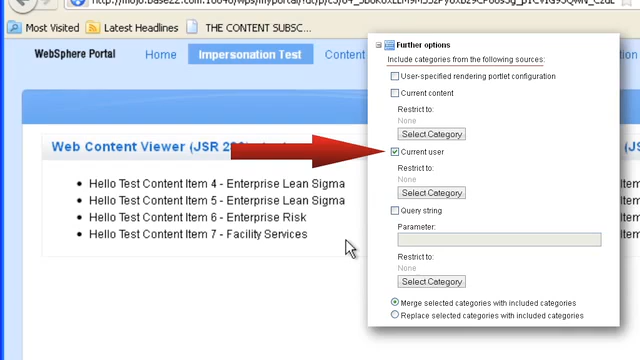 Most Visited Latest Headlines THE CONTENT SUBSC...
WebSphere Portal Home Impersonation Test Content
Web Content Viewer (JSR
Hello Test Content Item 4 - Enterprise Lean Sigma
Hello Test Content Item 5 - Enterprise Lean Sigma
Hello Test Content Item 6 - Enterprise Risk
Hello Test Content Item 7 - Facility Services
Further options
Include categories from the following sources:
User-specified rendering portlet configuration
Current content
Restrict to:
None
Select Category
Current user
Restrict to:
None
Select Category
Query string
Parameter:
Restrict to:
None
Select Category
Merge selected categories with included categories
Replace selected categories with included categories